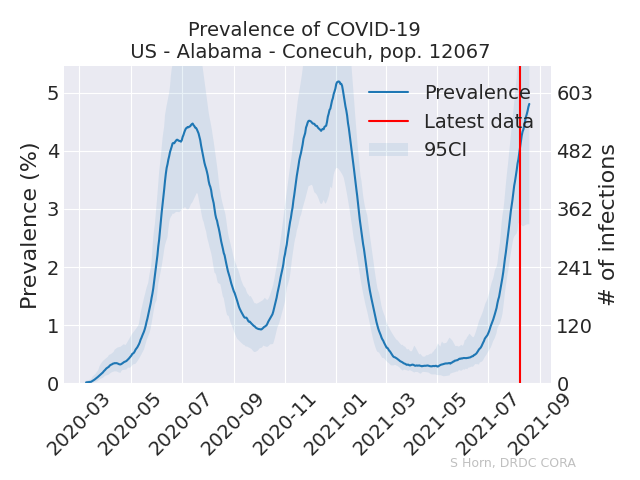 Prevalence of COVID-19
US - Alabama - Conecuh, pop. 12067
Prevalence (%)
5
4
3
2
1
0
Prevalence
Latest data
95CI
603
482
362
241
120
0
# of infections
2020-03
2020-05
2020-07
2020-09
2020-11
2021-01
2021-03
2021-05
2021-07
2021-09
S Horn, DRDC CORA